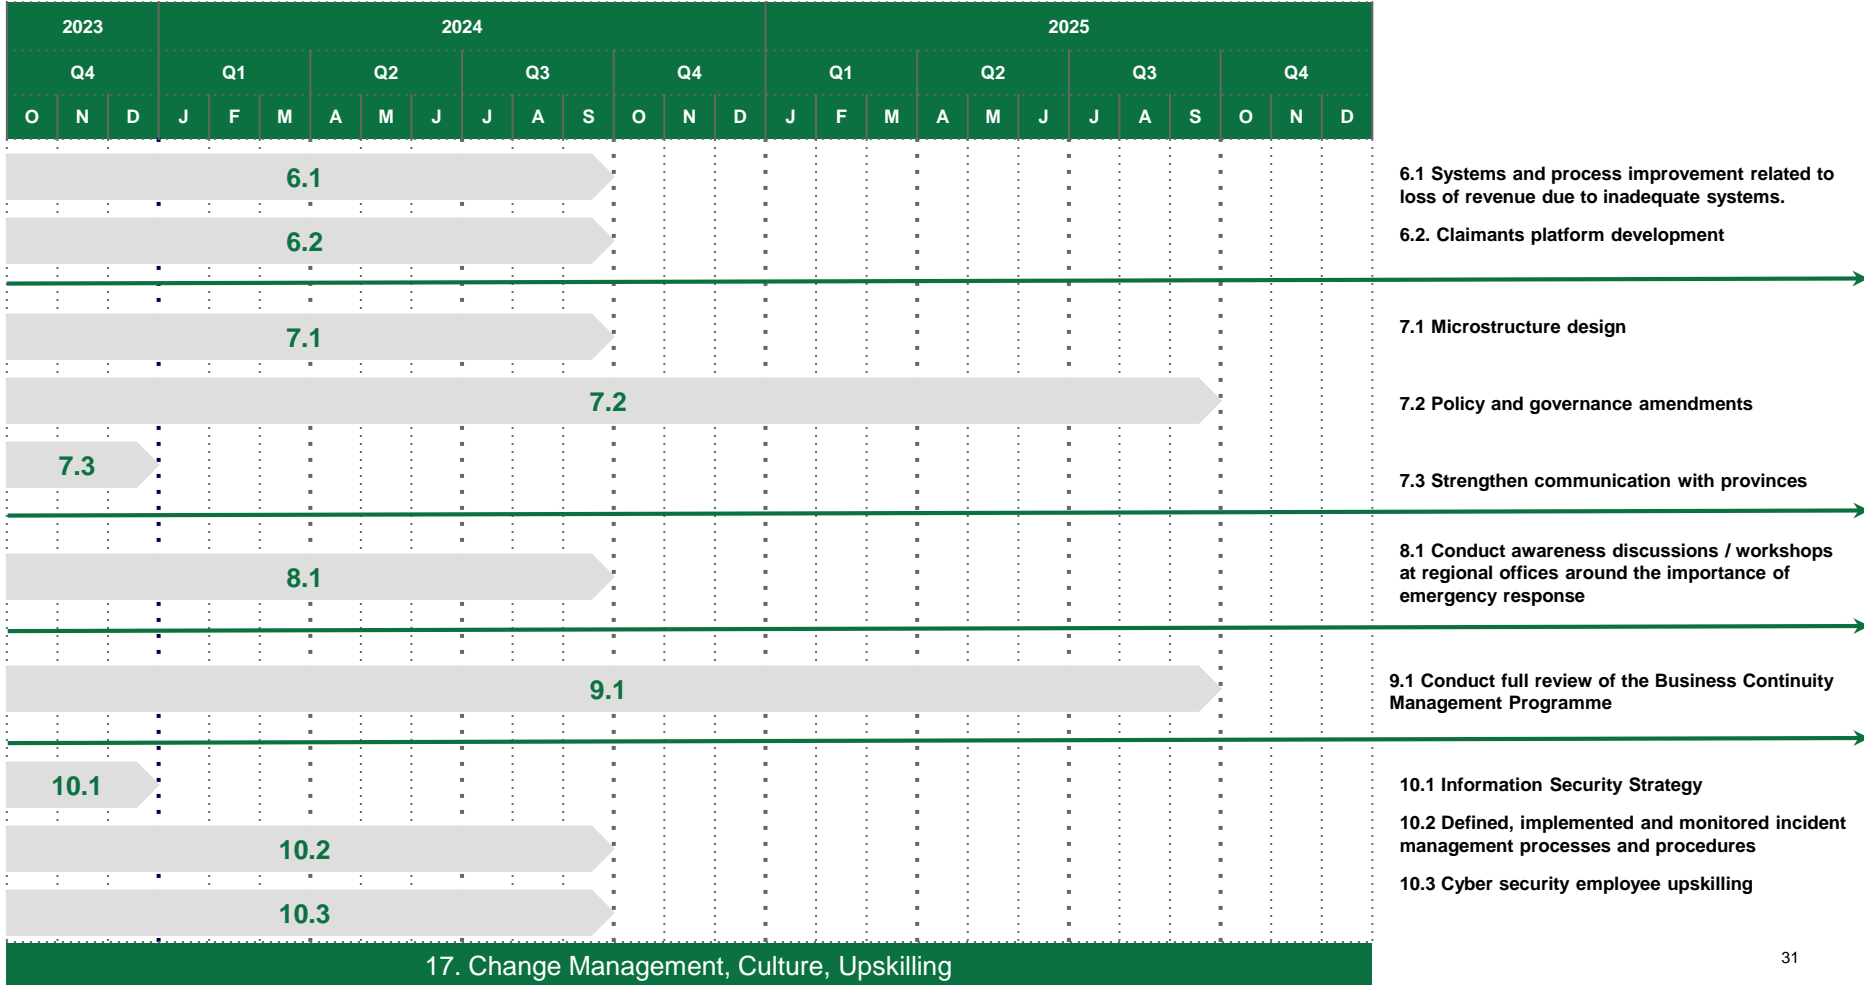 2023 2024 2025
Q4 Q1 Q2 Q3 Q4 Q1 Q2 Q3 Q4
O N D J F M A M J J A S O N D J F M A M J J A S O N D
6.1
6.2
7.1
7.2
7.3
8.1
9.1
10.1
10.2
10.3
6.1 Systems and process improvement related to
loss of revenue due to inadequate systems.
6.2. Claimants platform development
7.1 Microstructure design
7.2 Policy and governance amendments
7.3 Strengthen communication with provinces
8.1 Conduct awareness discussions / workshops
at regional offices around the importance of
emergency response
9.1 Conduct full review of the Business Continuity
Management Programme
10.1 Information Security Strategy
10.2 Defined, implemented and monitored incident
management processes and procedures
10.3 Cyber security employee upskilling
17. Change Management, Culture, Upskilling
31